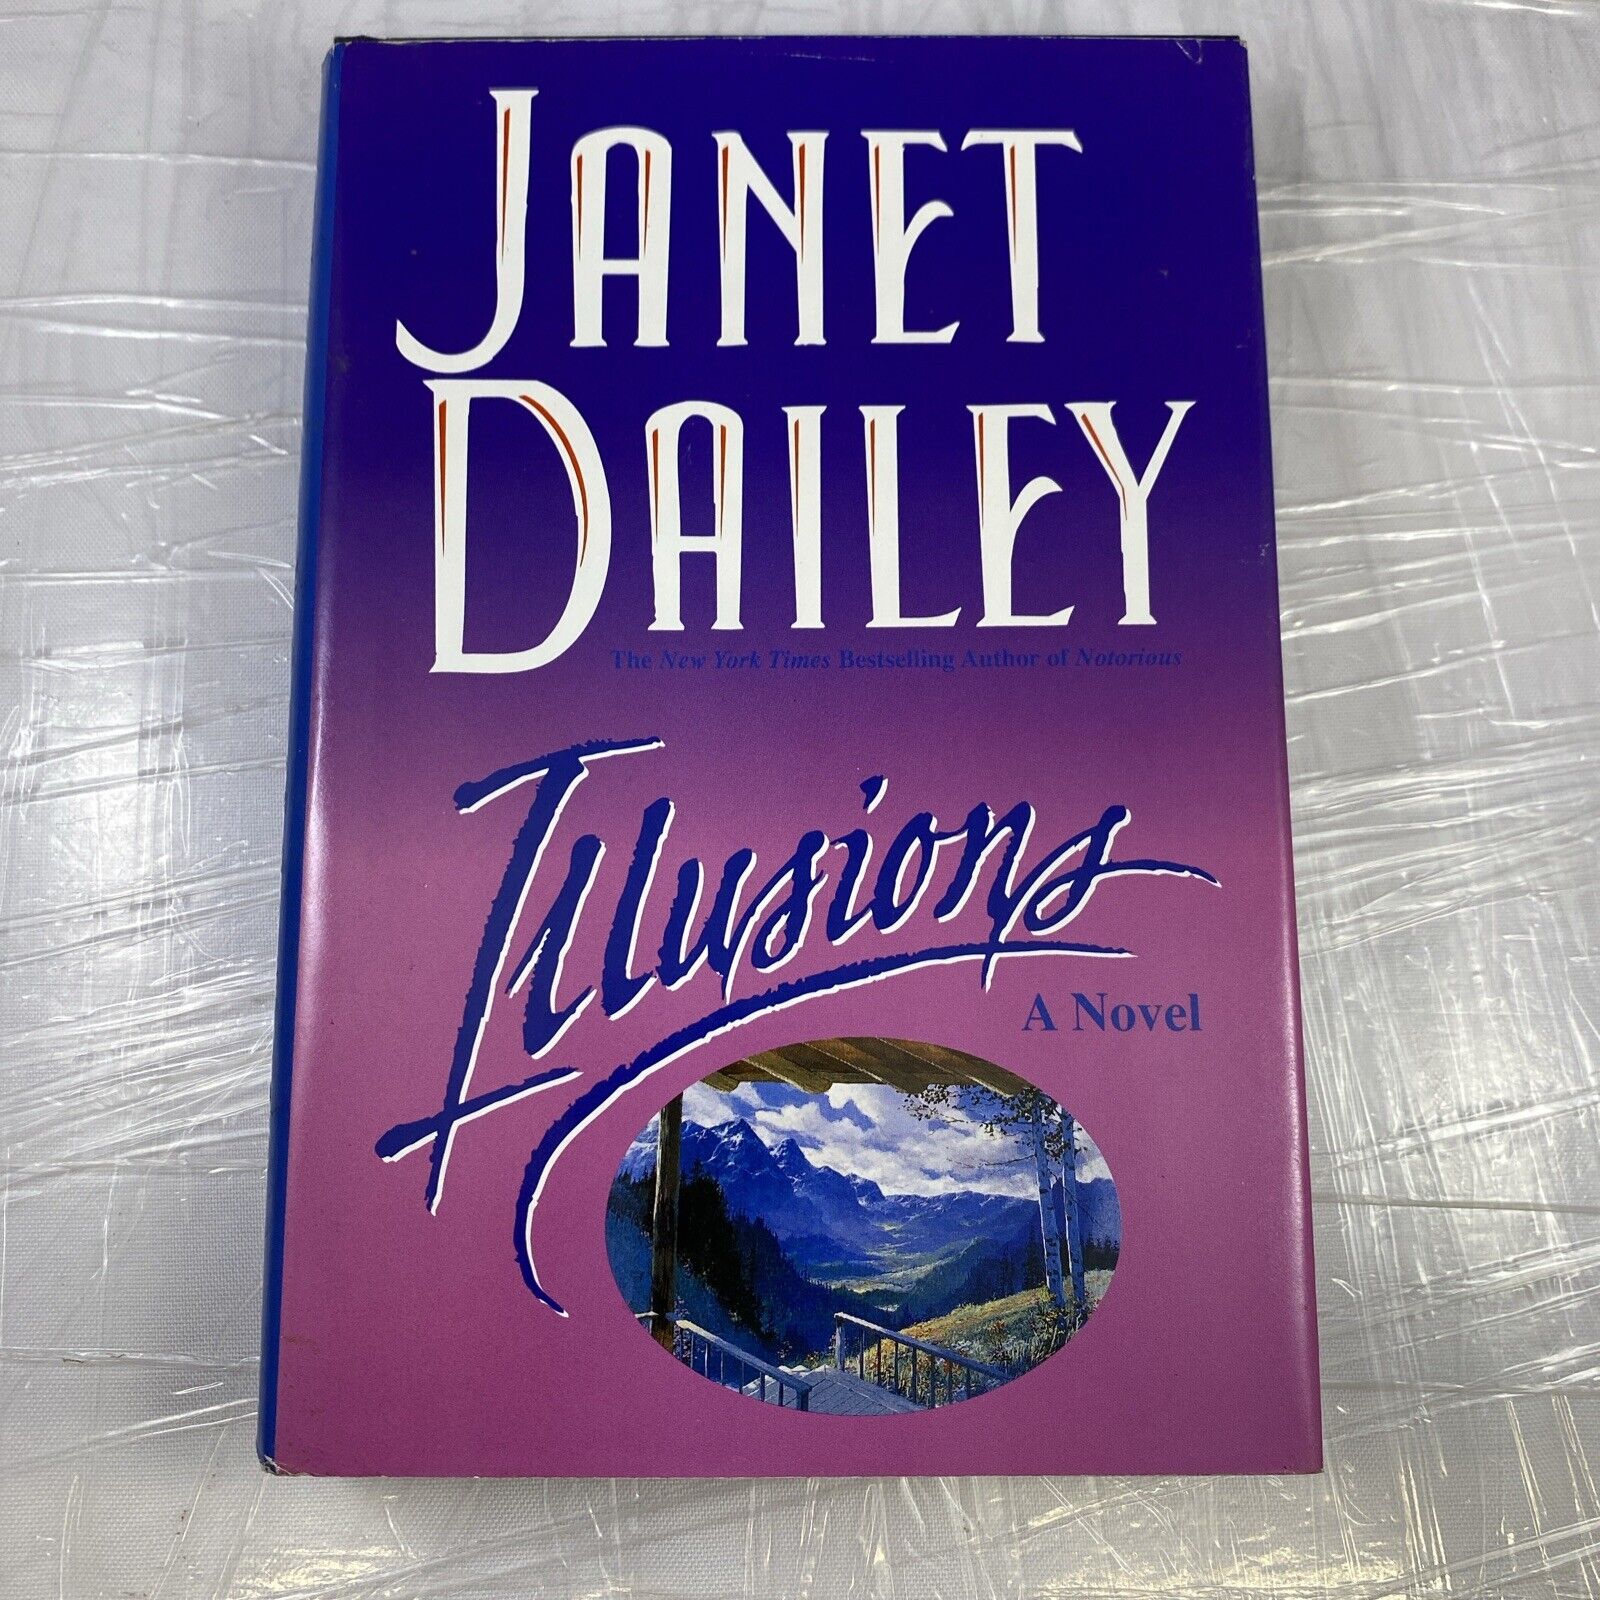 JANET
DAILEY
The New York Times Bestselling Author of Notorious
Illusions
A Novel